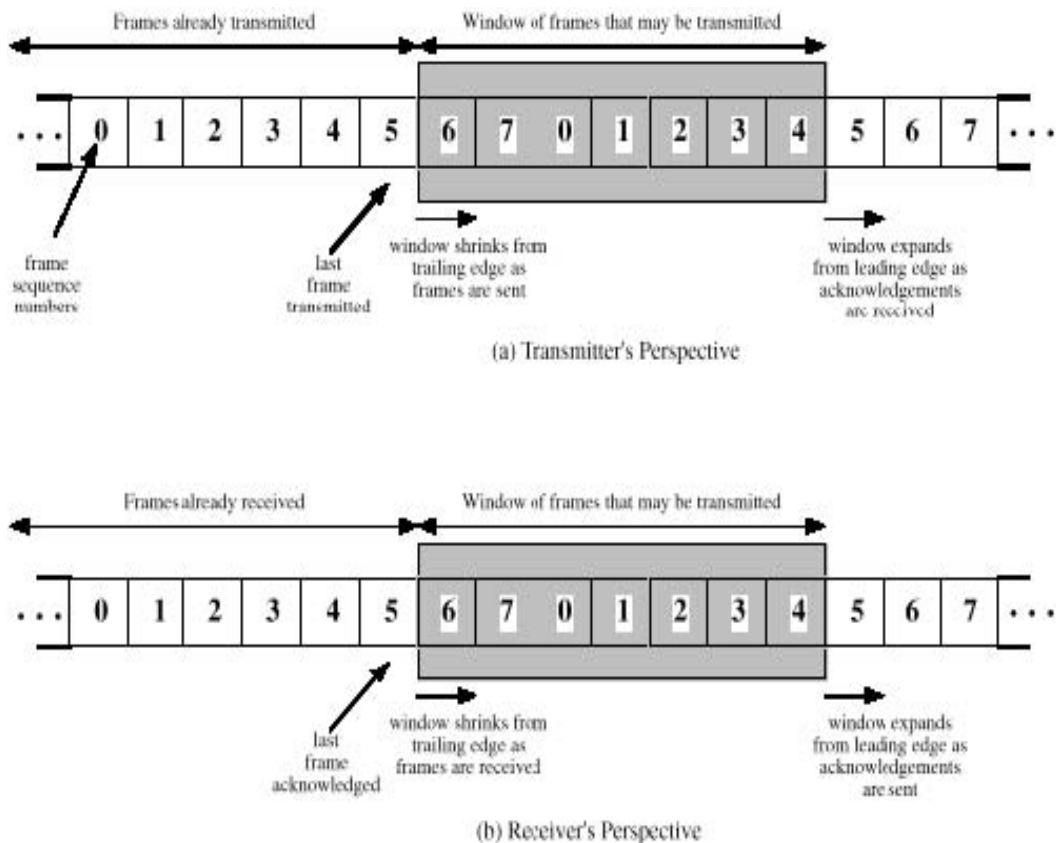 Frames already transmitted
Window of frames that may be transmitted
... 0 1 2 3 4 5 6 7 0 1 2 3 4 5 6 7 ...
frame
sequence
numbers
last
frame
transmitted
window shrinks from
trailing edge as
frames are sent
window expands
from leading edge as
acknowledgements
are received
(a) Transmitter's Perspective
Frames already received
Window of frames that may be transmitted
... 0 1 2 3 4 5 6 7 0 1 2 3 4 5 6 7 ...
last
frame
acknowledged
window shrinks from
trailing edge as
frames are received
window expands
from leading edge as
acknowledgements
are sent
(b) Receiver's Perspective